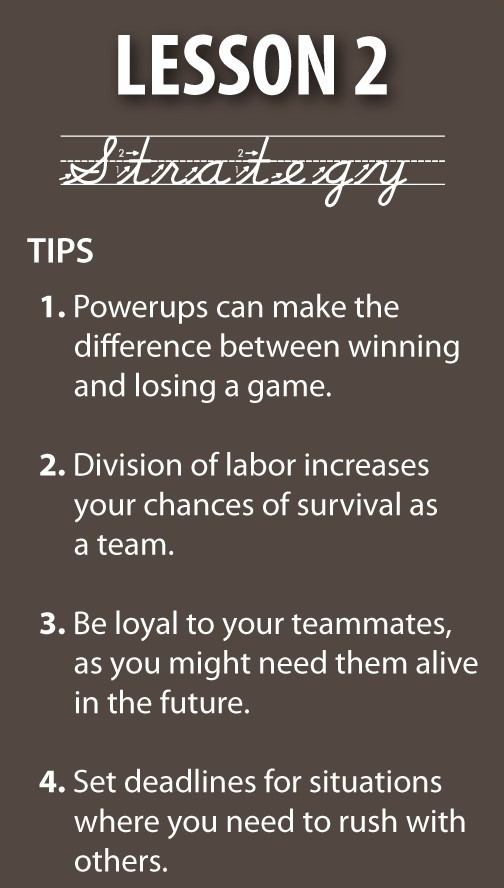 LESSON 2
Strategy
TIPS
1. Powerups can make the
difference between winning
and losing a game.
2. Division of labor increases
your chances of survival as
a team.
3. Be loyal to your teammates,
as you might need them alive
in the future.
4. Set deadlines for situations
where you need to rush with
others.